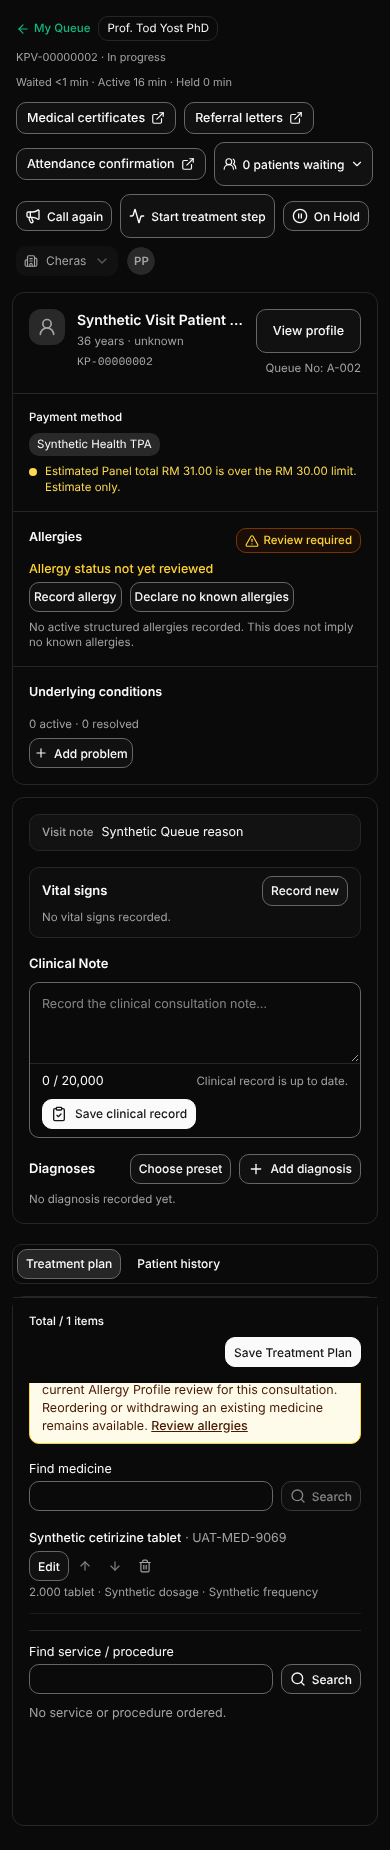 My Queue
Prof. Tod Yost PhD
KPV-00000002 · In progress
Waited <1 min · Active 16 min · Held 0 min
Medical certificates
Referral letters
Attendance confirmation
0 patients waiting
Call again
Start treatment step
On Hold
Cheras
PP
Synthetic Visit Patient ...
View profile
36 years · unknown
KP-00000002
Queue No: A-002
Payment method
Synthetic Health TPA
Estimated Panel total RM 31.00 is over the RM 30.00 limit.
Estimate only.
Allergies
Review required
Allergy status not yet reviewed
Record allergy
Declare no known allergies
No active structured allergies recorded. This does not imply
no known allergies.
Underlying conditions
0 active · 0 resolved
Add problem
Visit note Synthetic Queue reason
Vital signs
Record new
No vital signs recorded.
Clinical Note
Record the clinical consultation note...
0 / 20,000
Clinical record is up to date.
Save clinical record
Diagnoses
Choose preset
Add diagnosis
No diagnosis recorded yet.
Treatment plan
Patient history
Total / 1 items
Save Treatment Plan
current Allergy Profile review for this consultation.
Reordering or withdrawing an existing medicine
remains available. Review allergies
Find medicine
Search
Synthetic cetirizine tablet · UAT-MED-9069
Edit
2.000 tablet · Synthetic dosage · Synthetic frequency
Find service / procedure
Search
No service or procedure ordered.